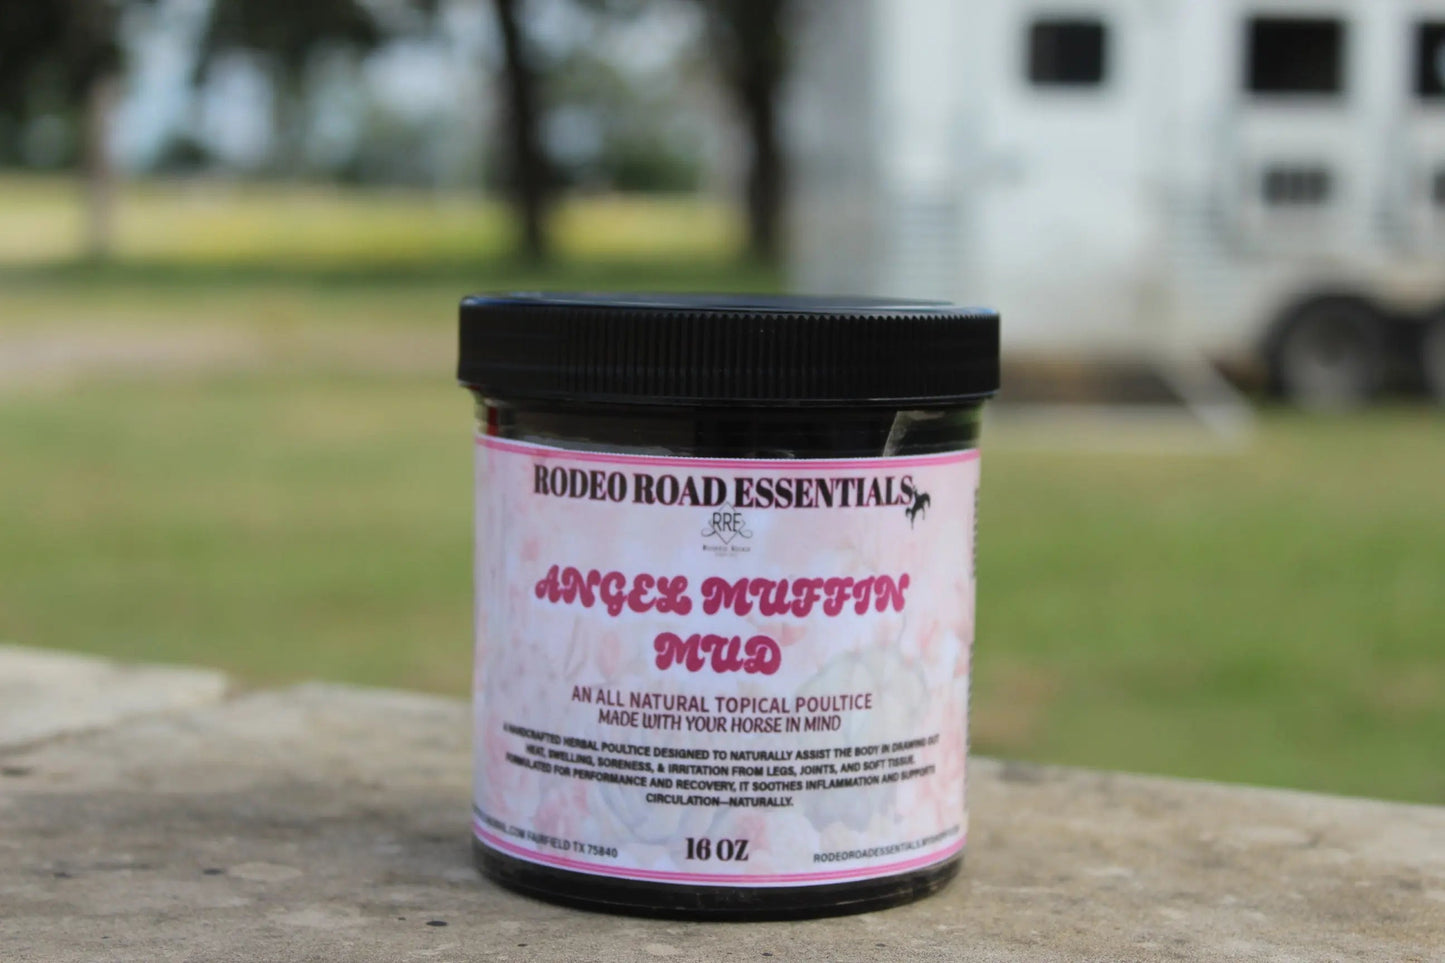 RODEO ROAD ESSENTIALS
RRE
ANGEL MUFFIN
MUD
AN ALL NATURAL TOPICAL POULTICE
MADE WITH YOUR HORSE IN MIND
A HANDCRAFTED HERBAL POULTICE DESIGNED TO NATURALLY ASSIST THE BODY IN DRAWING OUT
HEAT, SWELLING, SORENESS, & IRRITATION FROM LEGS, JOINTS, AND SOFT TISSUE.
FORMULATED FOR PERFORMANCE AND RECOVERY, IT SOOTHES INFLAMMATION AND SUPPORTS
CIRCULATION—NATURALLY.
FAIRFIELD TX 75840
16 OZ
RODEOROADESSENTIALS